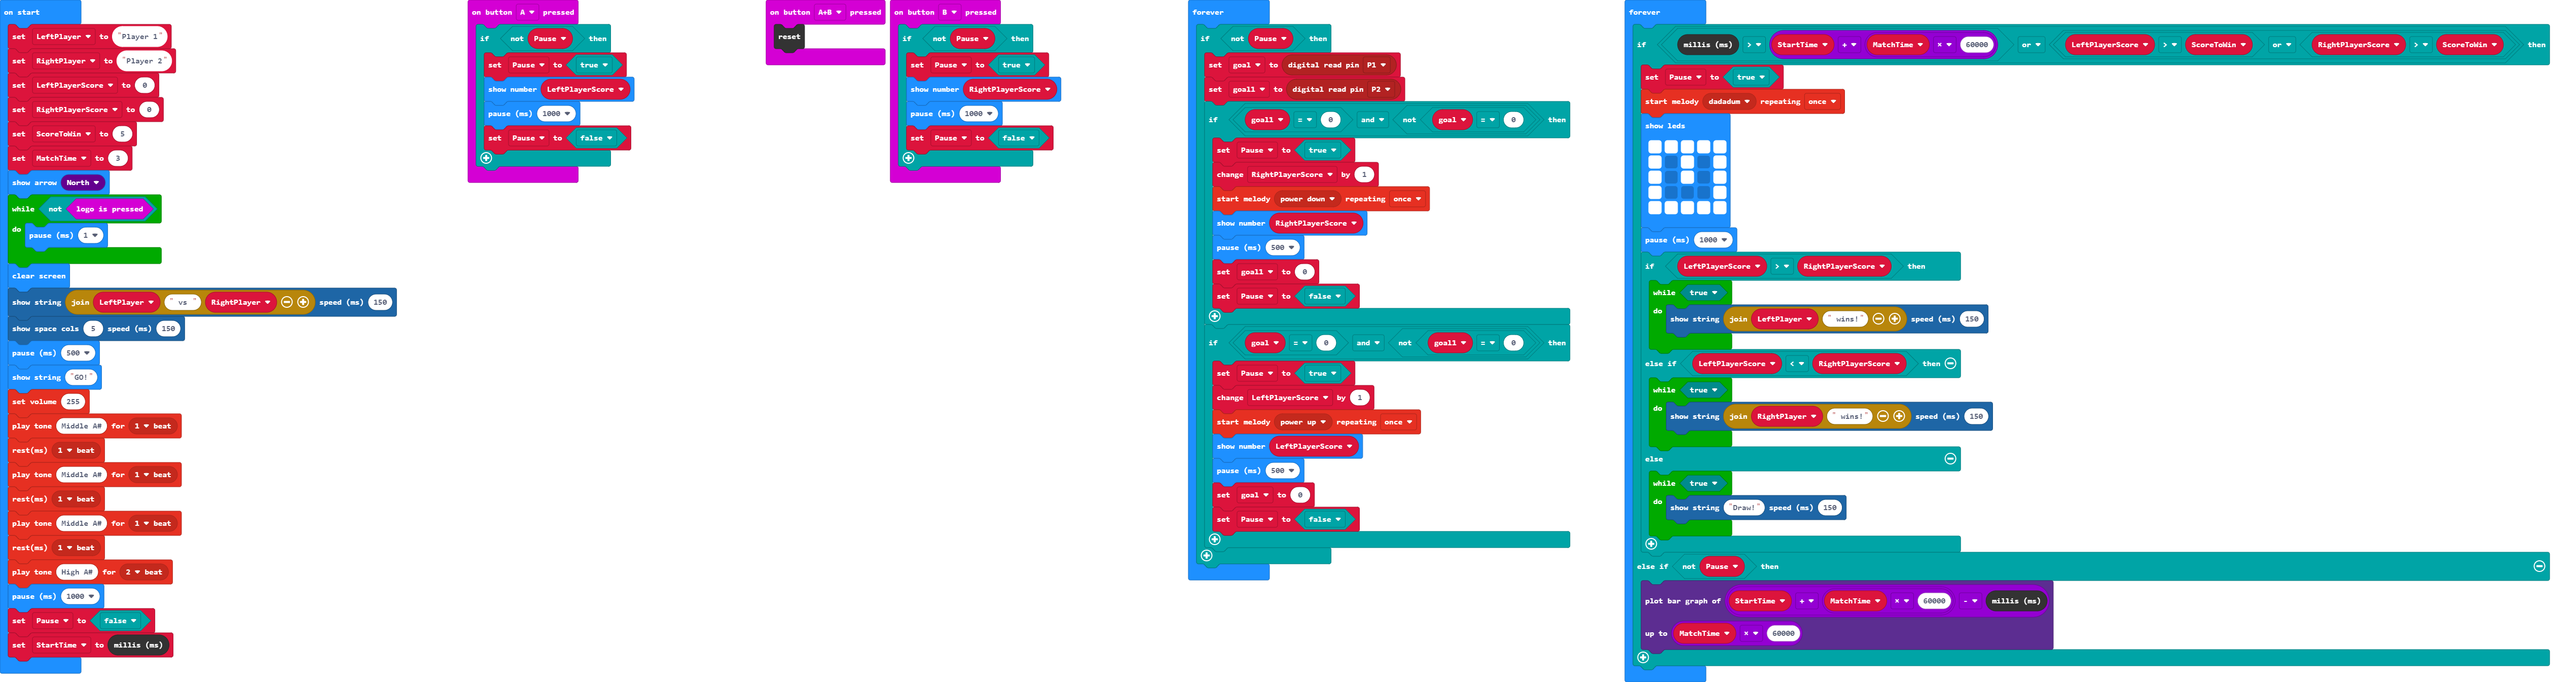 on start
set LeftPlayer to "Player 1"
set RightPlayer to "Player 2"
set LeftPlayerScore to 0
set RightPlayerScore to 0
set ScoreToWin to 5
set MatchTime to 3
show arrow North
while not logo is pressed
do pause (ms) 1
clear screen
show string join LeftPlayer " vs " RightPlayer speed (ms) 150
show space cols 5 speed (ms) 150
pause (ms) 500
show string "GO!"
set volume 255
play tone Middle A# for 1 beat
rest(ms) 1 beat
play tone Middle A# for 1 beat
rest(ms) 1 beat
play tone Middle A# for 1 beat
rest(ms) 1 beat
play tone High A# for 2 beat
pause (ms) 1000
set Pause to false
set StartTime to millis (ms)
on button A pressed
if not Pause then
set Pause to true
show number LeftPlayerScore
pause (ms) 1000
set Pause to false
on button A+B pressed
reset
on button B pressed
if not Pause then
set Pause to true
show number RightPlayerScore
pause (ms) 1000
set Pause to false
forever
if not Pause then
set goal to digital read pin P1
set goal1 to digital read pin P2
if goal1 = 0 and not goal = 0 then
set Pause to true
change RightPlayerScore by 1
start melody power down repeating once
show number RightPlayerScore
pause (ms) 500
set goal1 to 0
set Pause to false
if goal = 0 and not goal1 = 0 then
set Pause to true
change LeftPlayerScore by 1
start melody power up repeating once
show number LeftPlayerScore
pause (ms) 500
set goal to 0
set Pause to false
forever
if millis (ms) > StartTime + MatchTime × 60000 or LeftPlayerScore > ScoreToWin or RightPlayerScore > ScoreToWin then
set Pause to true
start melody dadadum repeating once
show leds
pause (ms) 1000
if LeftPlayerScore > RightPlayerScore then
while true
do show string join LeftPlayer " wins!" speed (ms) 150
else if LeftPlayerScore < RightPlayerScore then
while true
do show string join RightPlayer " wins!" speed (ms) 150
else
while true
do show string "Draw!" speed (ms) 150
else if not Pause then
plot bar graph of StartTime + MatchTime × 60000 - millis (ms)
up to MatchTime × 60000